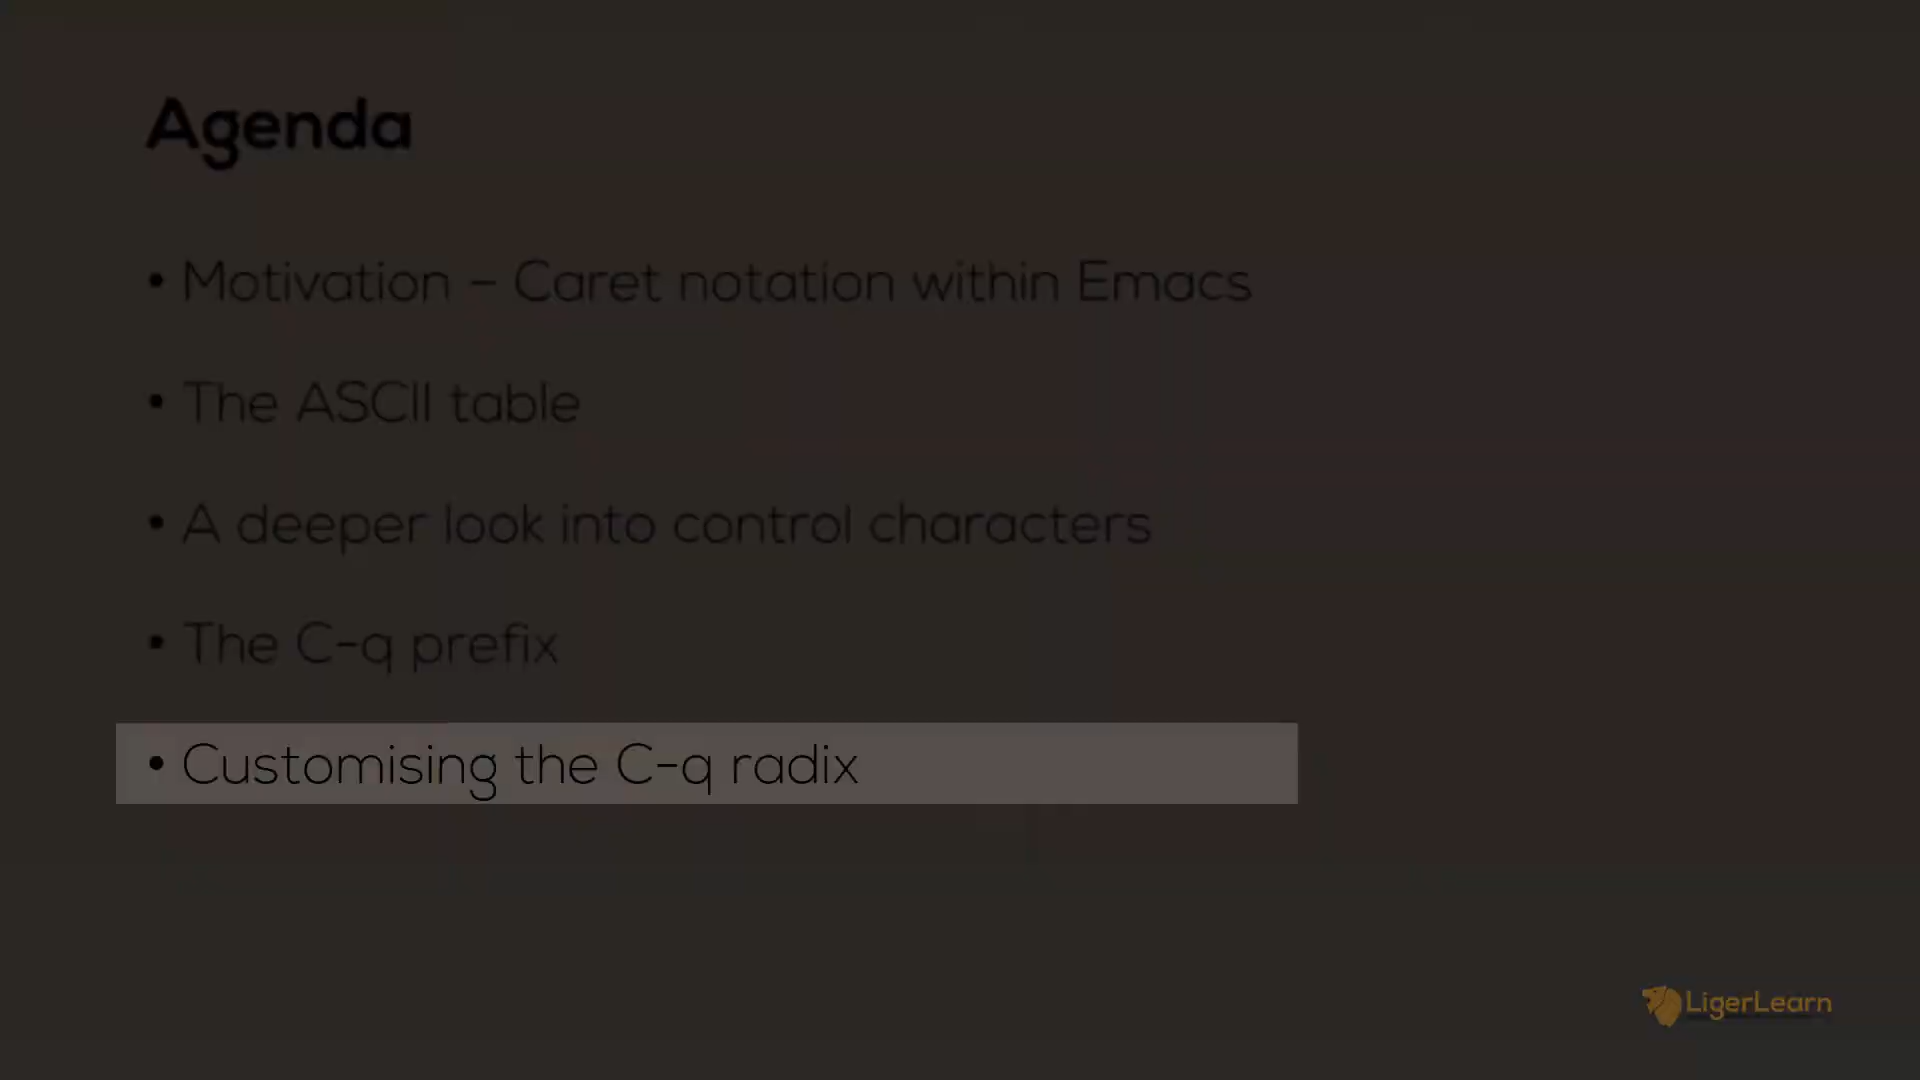 Agenda
• Motivation – Caret notation within Emacs
• The ASCII table
• A deeper look into control characters
• The C-q prefix
• Customising the C-q radix
LigerLearn